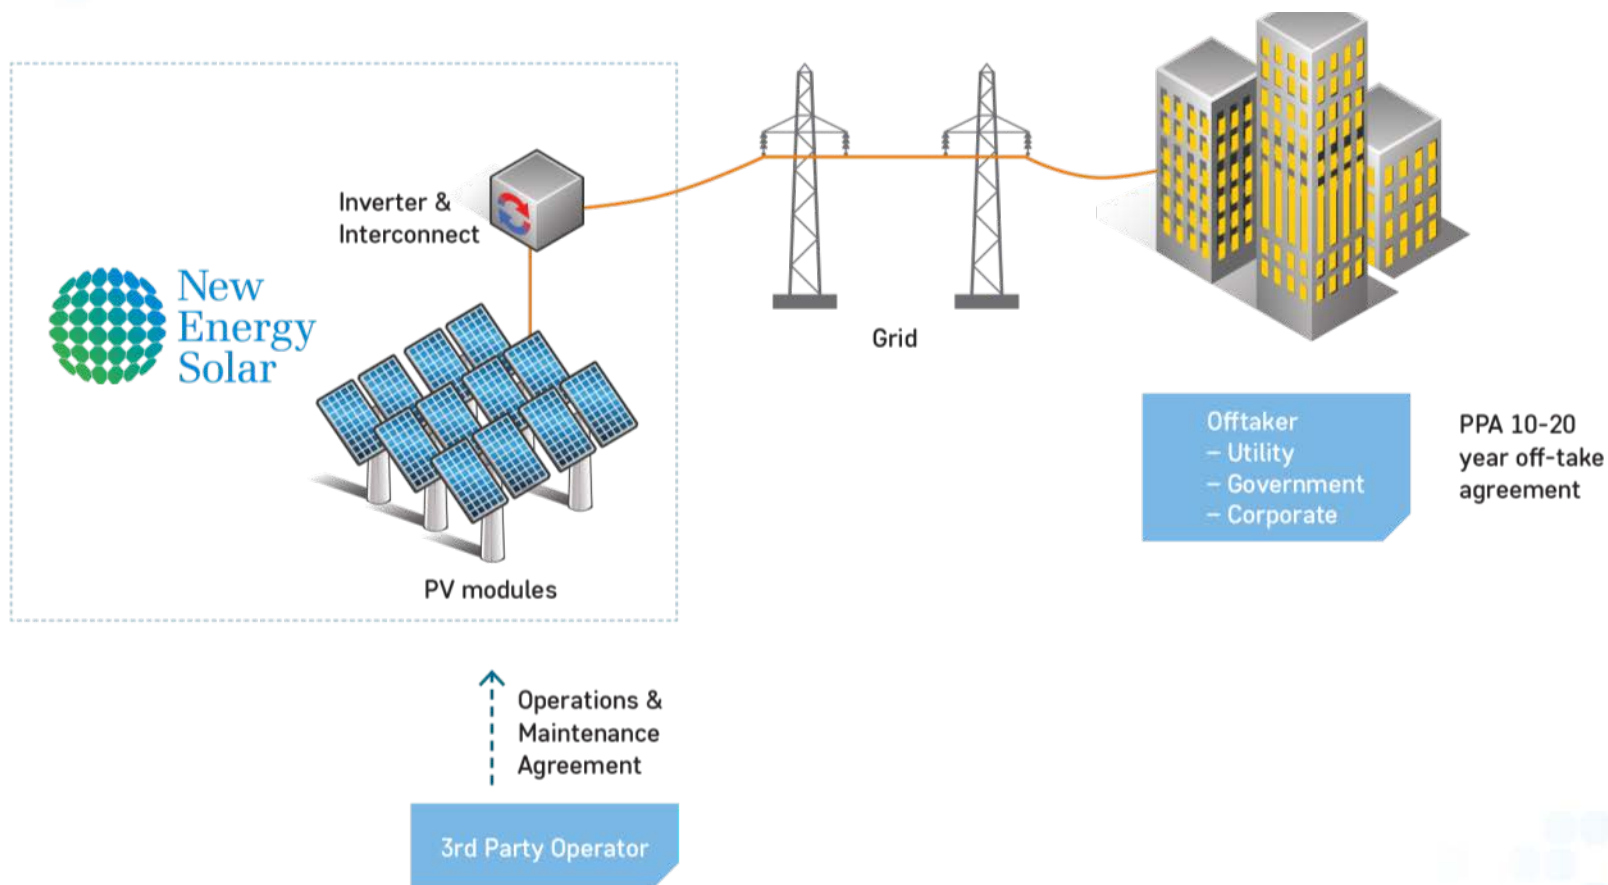 Inverter &
Interconnect
New
Energy
Solar
PV modules
Grid
Offtaker
– Utility
– Government
– Corporate
PPA 10-20
year off-take
agreement
Operations &
Maintenance
Agreement
3rd Party Operator